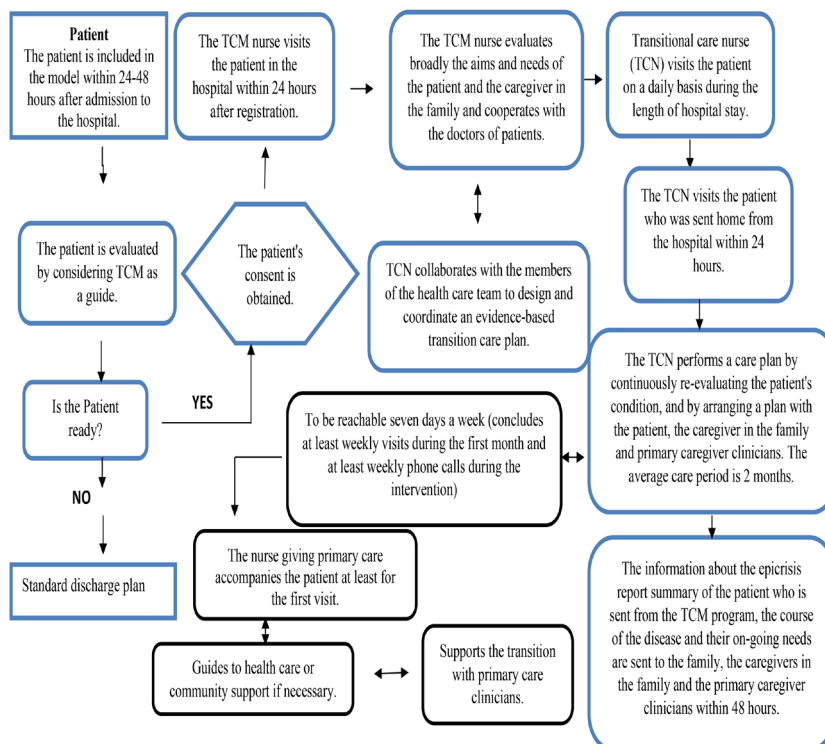 Patient
The patient is included in
the model within 24-48
hours after admission to
the hospital.
The TCM nurse visits
the patient in the
hospital within 24 hours
after registration.
The TCM nurse evaluates
broadly the aims and needs of
the patient and the caregiver in
the family and cooperates with
the doctors of patients.
Transitional care nurse
(TCN) visits the patient
on a daily basis during the
length of hospital stay.
The patient is evaluated
by considering TCM as
a guide.
The patient's
consent is
obtained.
TCN collaborates with the members
of the health care team to design and
coordinate an evidence-based
transition care plan.
The TCN visits the patient
who was sent home from
the hospital within 24
hours.
Is the Patient
ready?
YES
NO
Standard discharge plan
To be reachable seven days a week (concludes
at least weekly visits during the first month and
at least weekly phone calls during the
intervention)
The TCN performs a care plan by
continuously re-evaluating the patient's
condition, and by arranging a plan with
the patient, the caregiver in the family
and primary caregiver clinicians. The
average care period is 2 months.
The nurse giving primary care
accompanies the patient at least for
the first visit.
Guides to health care or
community support if necessary.
Supports the transition
with primary care
clinicians.
The information about the epicrisis
report summary of the patient who is
sent from the TCM program, the course
of the disease and their on-going needs
are sent to the family, the caregivers
in the family and the primary caregiver
clinicians within 48 hours.